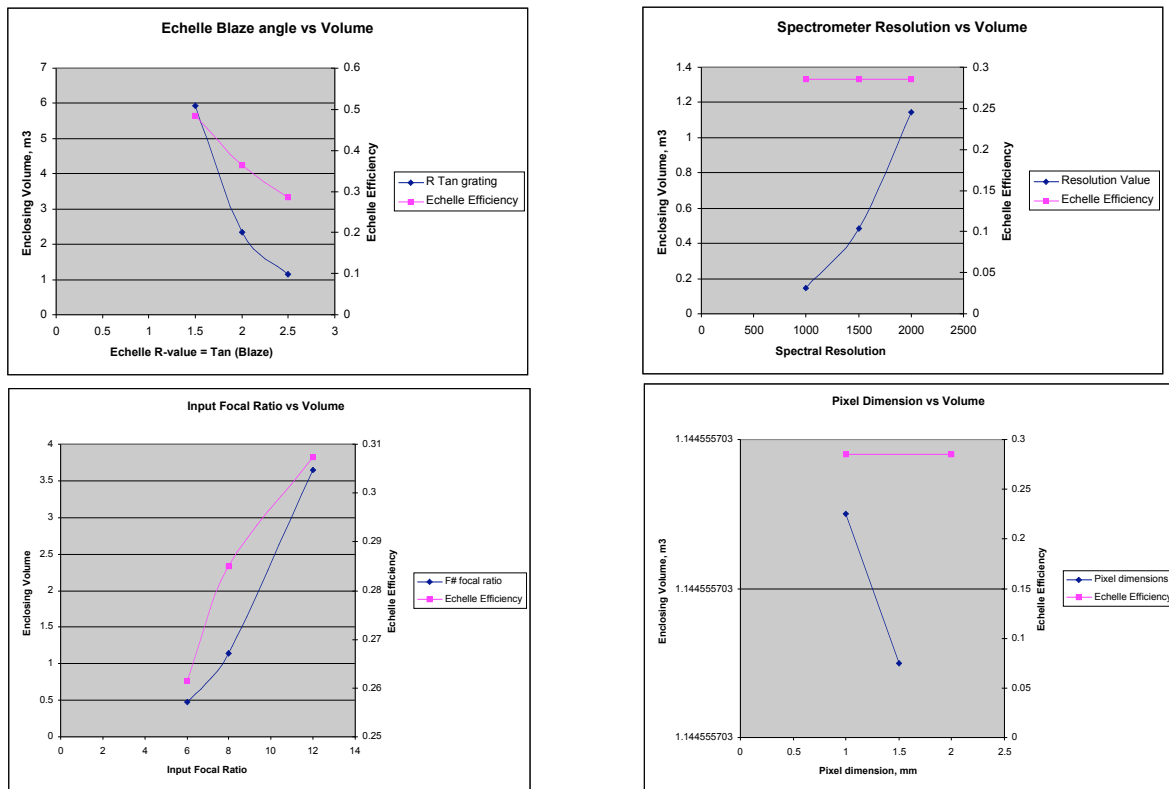 Echelle Blaze angle vs Volume
7
6
5
4
3
2
1
0
Enclosing Volume, m3
0.6
0.5
0.4
0.3
0.2
0.1
0
Echelle Efficiency
0 0.5 1 1.5 2 2.5 3
Echelle R-value = Tan (Blaze)
R Tan grating
Echelle Efficiency
Spectrometer Resolution vs Volume
1.4
1.2
1
0.8
0.6
0.4
0.2
0
Enclosing Volume, m3
0.3
0.25
0.2
0.15
0.1
0.05
0
Echelle Efficiency
0 500 1000 1500 2000 2500
Spectral Resolution
Resolution Value
Echelle Efficiency
Input Focal Ratio vs Volume
4
3.5
3
2.5
2
1.5
1
0.5
0
Enclosing Volume
0.31
0.3
0.29
0.28
0.27
0.26
0.25
Echelle Efficiency
0 2 4 6 8 10 12 14
Input Focal Ratio
F# focal ratio
Echelle Efficiency
Pixel Dimension vs Volume
1.144555703
1.144555703
1.144555703
Enclosing Volume, m3
0.3
0.25
0.2
0.15
0.1
0.05
0
Echelle Efficiency
0 0.5 1 1.5 2 2.5
Pixel dimension, mm
Pixel dimensions
Echelle Efficiency